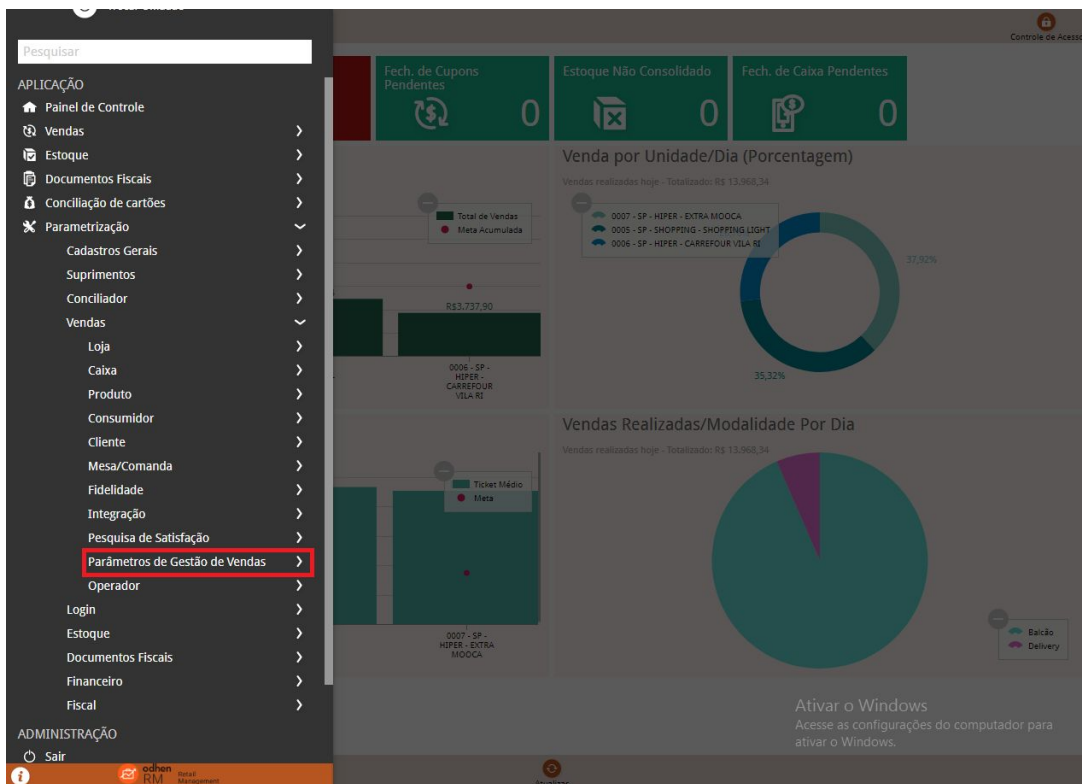 Controle de Acesso
Pesquisar
APLICAÇÃO
Painel de Controle
Vendas
Estoque
Documentos Fiscais
Conciliação de cartões
Parametrização
Cadastros Gerais
Suprimentos
Conciliador
Vendas
Loja
Caixa
Produto
Consumidor
Cliente
Mesa/Comanda
Fidelidade
Integração
Pesquisa de Satisfação
Parâmetros de Gestão de Vendas
Operador
Login
Estoque
Documentos Fiscais
Financeiro
Fiscal
ADMINISTRAÇÃO
Sair
odhen
RM
Retail
Management
Fech. de Cupons
Pendentes
0
Estoque Não Consolidado
0
Fech. de Caixa Pendentes
0
Total de Vendas
Meta Acumulada
R$3.737,90
0006 - SP -
HIPER -
CARREFOUR
VILA RI
Venda por Unidade/Dia (Porcentagem)
Vendas realizadas hoje - Totalizado: R$ 13.968,34
0007 - SP - HIPER - EXTRA MOOCA
0005 - SP - SHOPPING - SHOPPING LIGHT
0006 - SP - HIPER - CARREFOUR VILA RI
37,92%
35,32%
Ticket Médio
Meta
0007 - SP -
HIPER - EXTRA
MOOCA
Vendas Realizadas/Modalidade Por Dia
Vendas realizadas hoje - Totalizado: R$ 13.968,34
Balcão
Delivery
Ativar o Windows
Acesse as configurações do computador para
ativar o Windows.